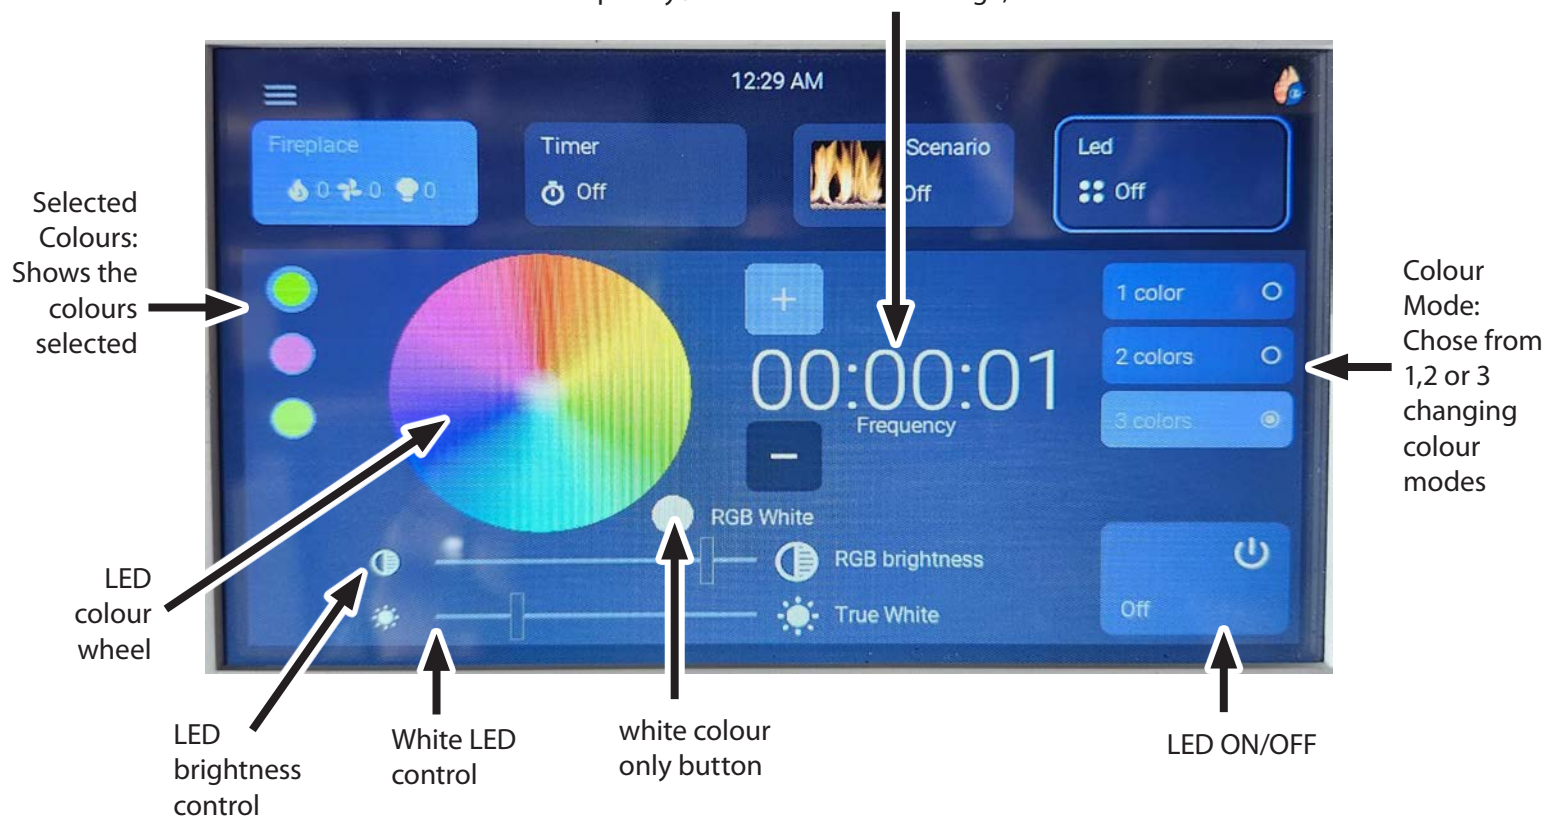 12:29 AM
Fireplace
0 0 0
Timer
Off
Scenario
Off
Led
Off
Selected
Colours:
Shows the
colours
selected
1 color
2 colors
3 colors
Colour
Mode:
Chose from
1,2 or 3
changing
colour
modes
+
00:00:01
Frequency
−
RGB White
RGB brightness
True White
Off
LED
colour
wheel
LED
brightness
control
White LED
control
white colour
only button
LED ON/OFF